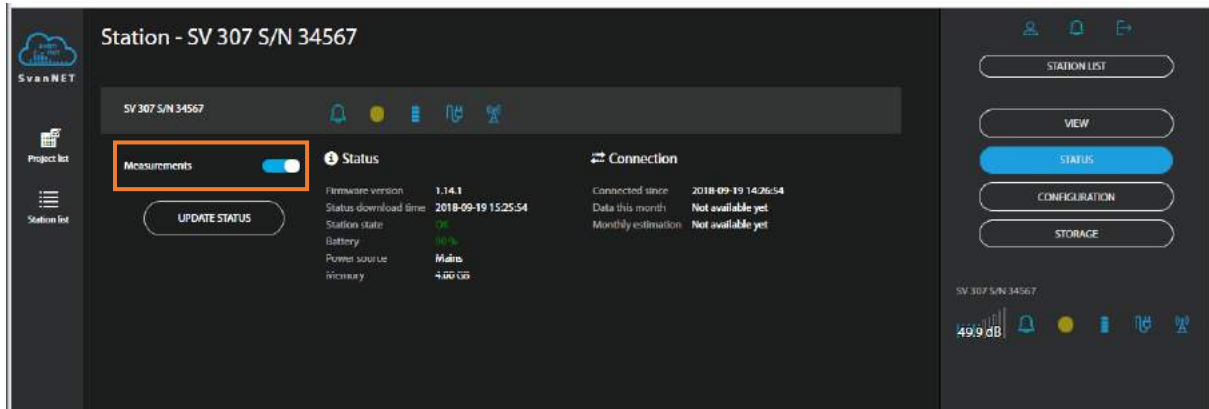 Station - SV 307 S/N 34567
svan
net
SvanNET
Project list
Station list
SV 307 S/N 34567
Measurements
UPDATE STATUS
Status
Firmware version 1.14.1
Status download time 2018-09-19 15:25:54
Station state OK
Battery 90 %
Power source Mains
Memory 4.00 GB
Connection
Connected since 2018-09-19 14:26:54
Data this month Not available yet
Monthly estimation Not available yet
STATION LIST
VIEW
STATUS
CONFIGURATION
STORAGE
SV 307 S/N 34567
49.9 dB